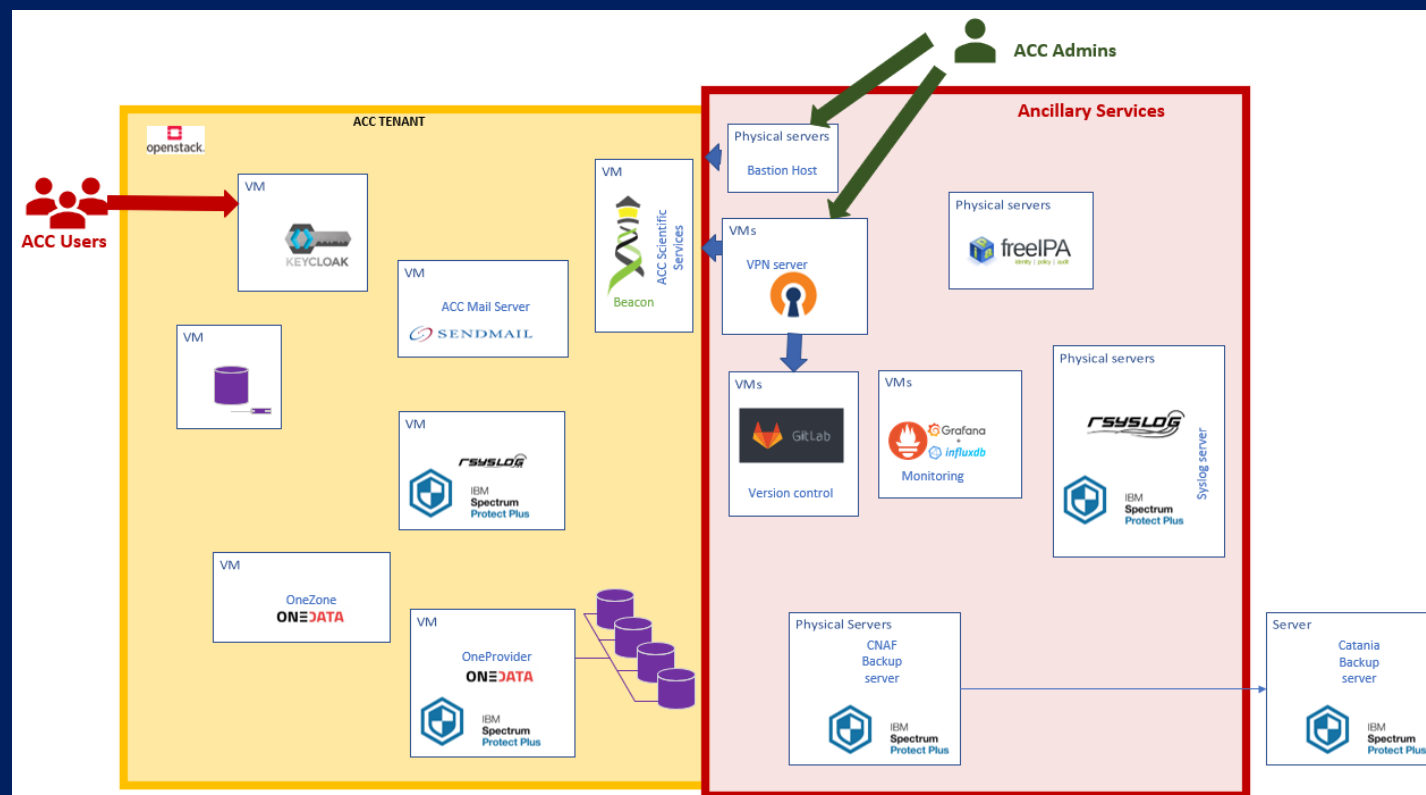 ACC Admins
ACC TENANT
openstack.
Ancillary Services
ACC Users
VM
KEYCLOAK
VM
ACC Mail Server
SENDMAIL
VM
Beacon
ACC Scientific
Services
VM
VM
rsyslog
IBM
Spectrum
Protect Plus
VM
OneZone
ONEDATA
VM
OneProvider
ONEDATA
IBM
Spectrum
Protect Plus
Physical servers
Bastion Host
VMs
VPN server
Physical servers
freeIPA
identity | policy | audit
VMs
GitLab
Version control
VMs
Grafana
+
influxdb
Monitoring
Physical servers
rsyslog
Syslog server
IBM
Spectrum
Protect Plus
Physical Servers
CNAF
Backup
server
IBM
Spectrum
Protect Plus
Server
Catania
Backup
server
IBM
Spectrum
Protect Plus